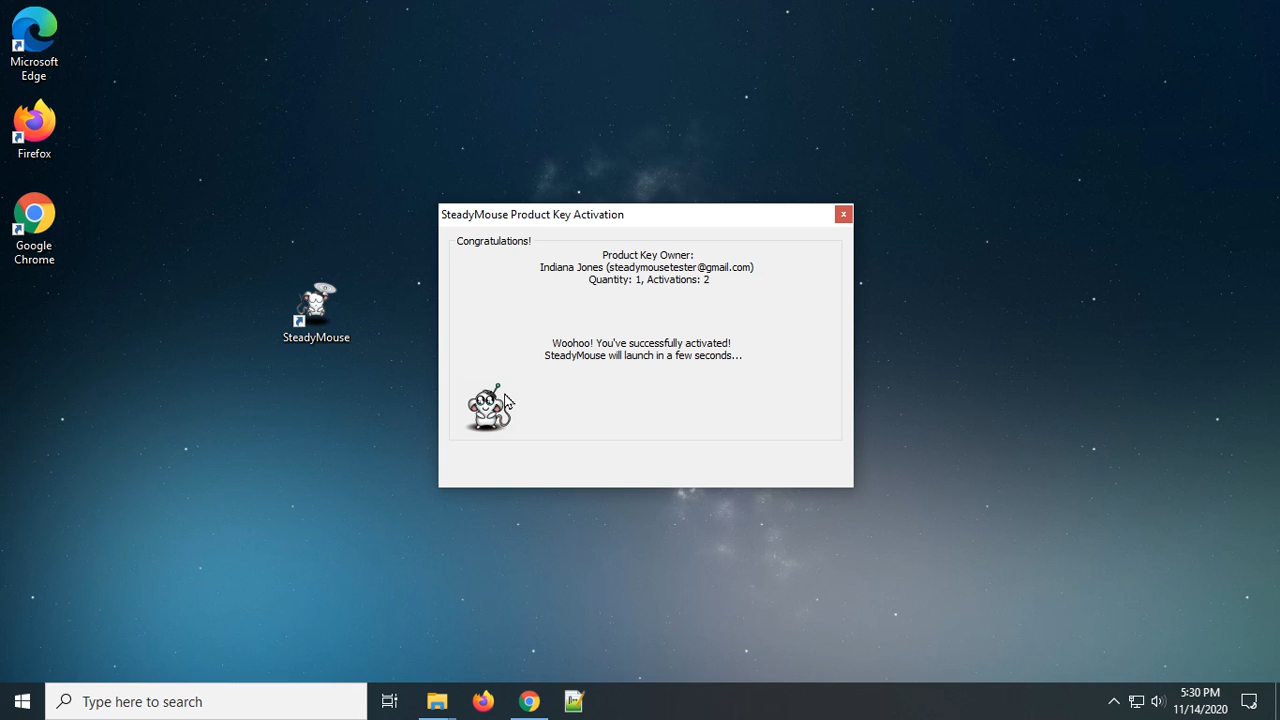 Microsoft
Edge
Firefox
Google
Chrome
SteadyMouse
SteadyMouse Product Key Activation
x
Congratulations!
Product Key Owner:
Indiana Jones (steadymousetester@gmail.com)
Quantity: 1, Activations: 2
Woohoo! You've successfully activated!
SteadyMouse will launch in a few seconds...
Type here to search
5:30 PM
11/14/2020